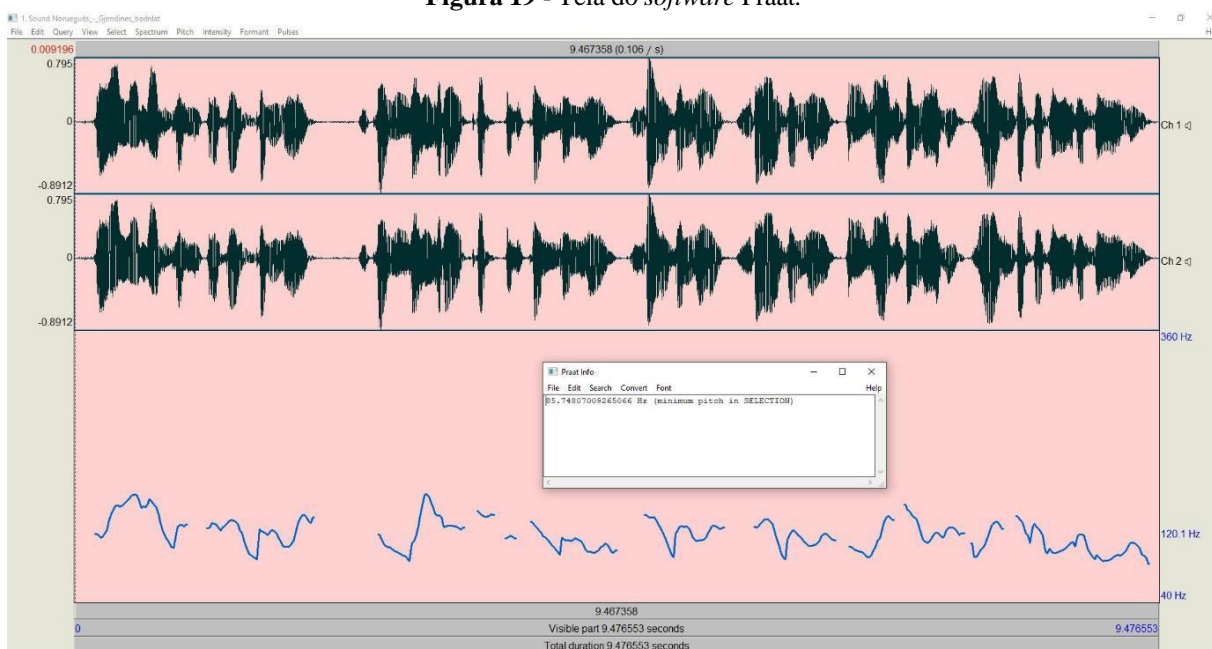 Figura 19 - Tela do software Praat.
1. Sound Norueguês_-_Gjendines_badnlat
File Edit Query View Select Spectrum Pitch Intensity Formant Pulses
0.009196
9.467358 (0.106 / s)
0.795
0
-0.8912
Ch 1
0.795
0
-0.8912
Ch 2
360 Hz
Praat Info
File Edit Search Convert Font Help
85.74807009265066 Hz (minimum pitch in SELECTION)
120.1 Hz
40 Hz
9.467358
0 Visible part 9.476553 seconds 9.476553
Total duration 9.476553 seconds